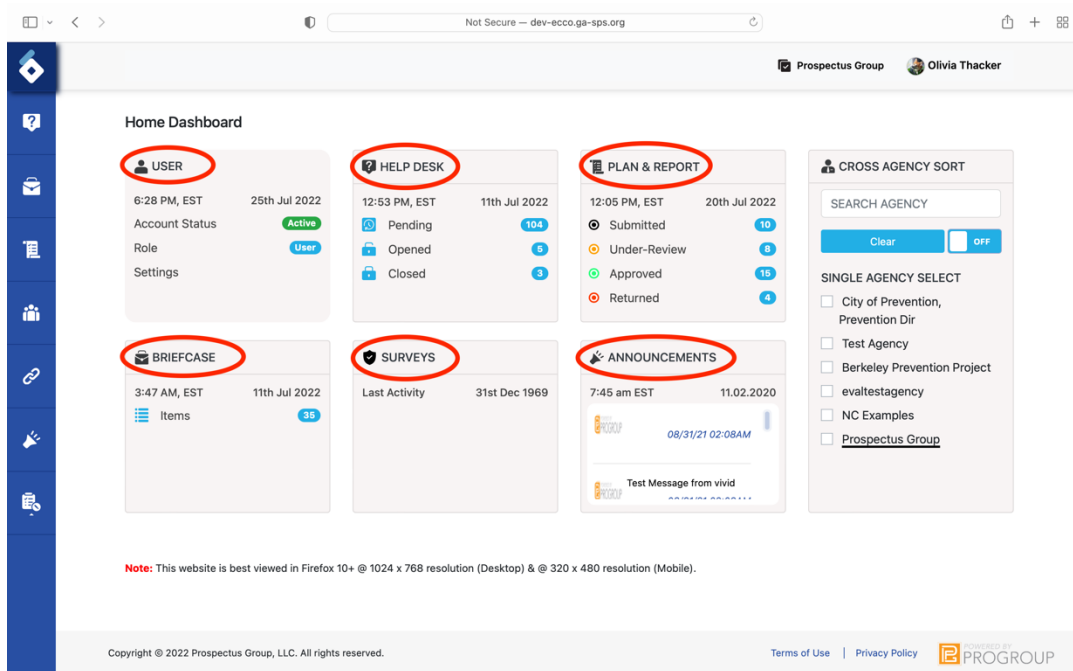 Not Secure — dev-ecco.ga-sps.org
Prospectus Group Olivia Thacker
Home Dashboard
USER
6:28 PM, EST 25th Jul 2022
Account Status Active
Role User
Settings
HELP DESK
12:53 PM, EST 11th Jul 2022
Pending 104
Opened 5
Closed 3
PLAN & REPORT
12:05 PM, EST 20th Jul 2022
Submitted 10
Under-Review 8
Approved 15
Returned 4
CROSS AGENCY SORT
SEARCH AGENCY
Clear OFF
SINGLE AGENCY SELECT
City of Prevention,
Prevention Dir
Test Agency
Berkeley Prevention Project
evaltestagency
NC Examples
Prospectus Group
BRIEFCASE
3:47 AM, EST 11th Jul 2022
Items 35
SURVEYS
Last Activity 31st Dec 1969
ANNOUNCEMENTS
7:45 am EST 11.02.2020
PROGROUP
08/31/21 02:08AM
Test Message from vivid
PROGROUP
Note: This website is best viewed in Firefox 10+ @ 1024 x 768 resolution (Desktop) & @ 320 x 480 resolution (Mobile).
Copyright © 2022 Prospectus Group, LLC. All rights reserved.
Terms of Use | Privacy Policy
POWERED BY
PROGROUP